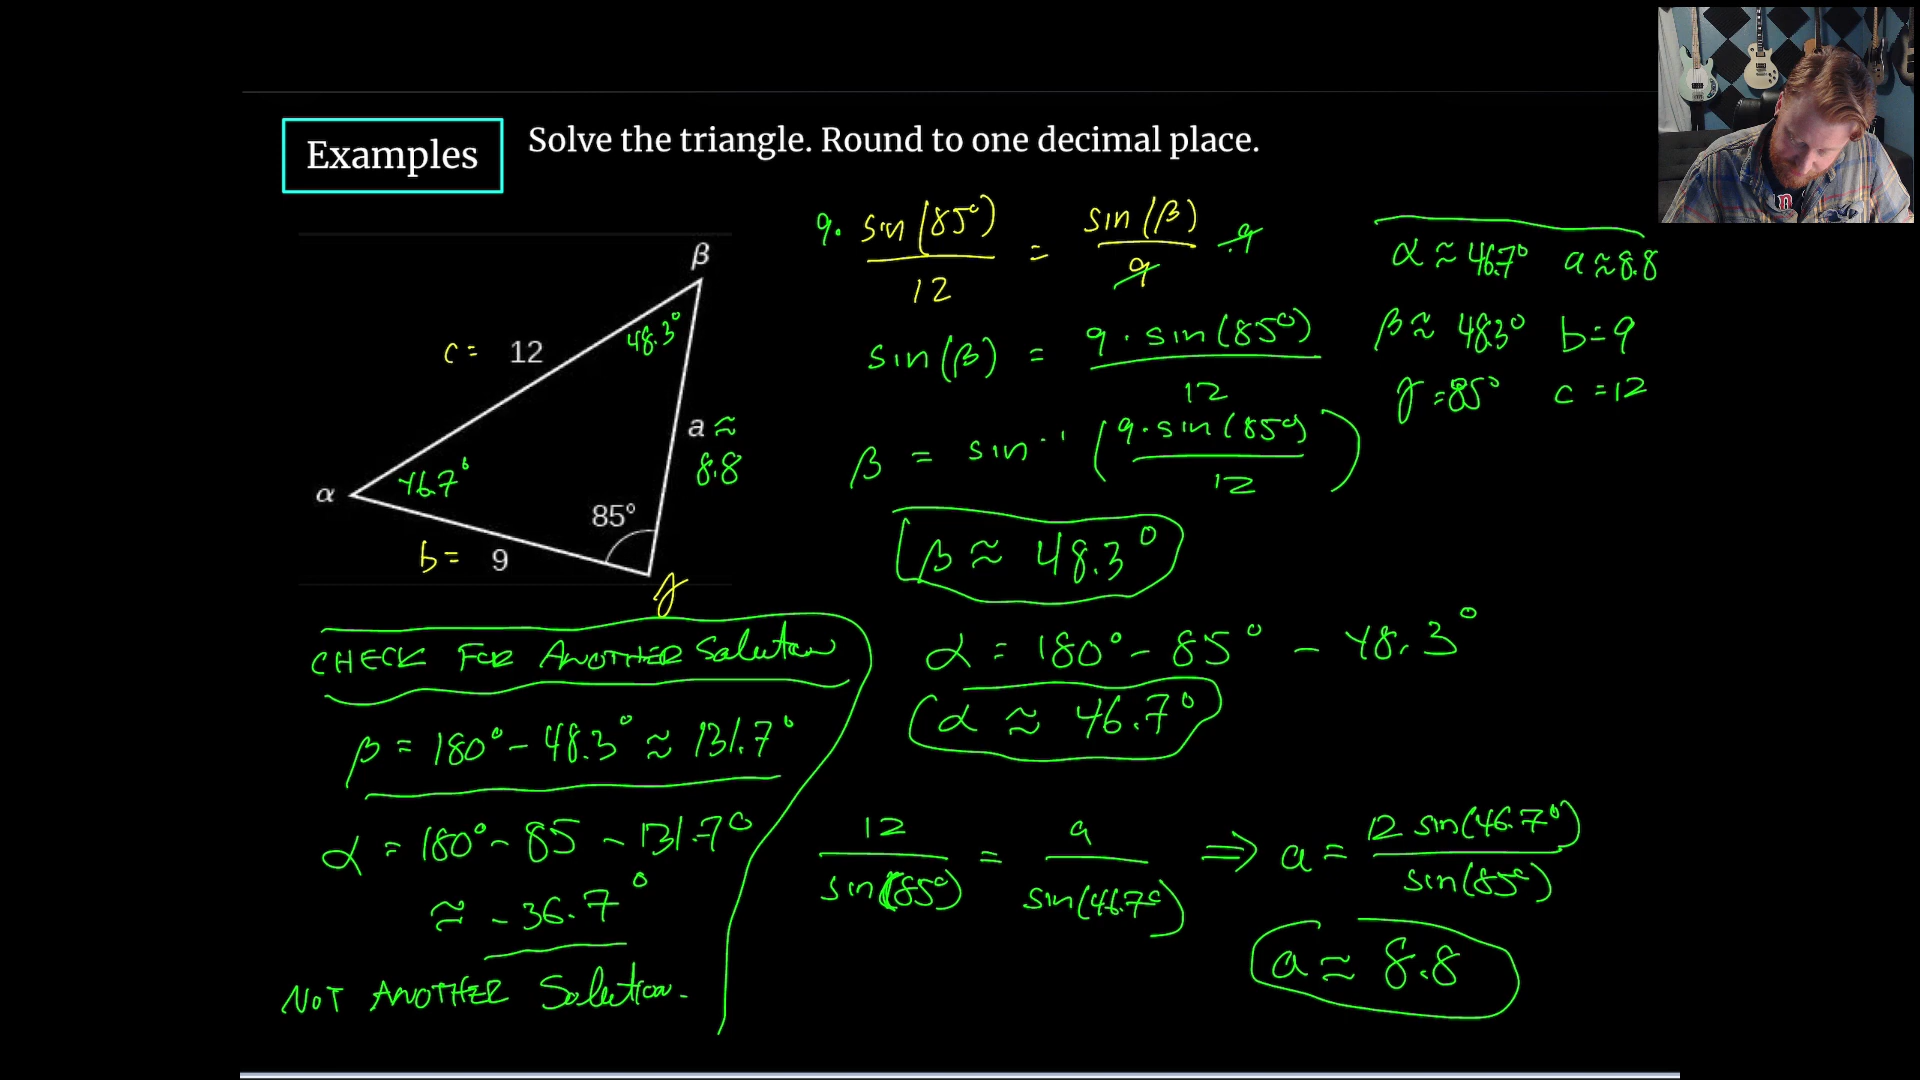 Examples
Solve the triangle. Round to one decimal place.
β
48.3°
c = 12
a ≈
8.8
α
46.7°
85°
b = 9
γ
9 · sin(85°) / 12 = sin(β) / 9 · 9
sin(β) = 9 · sin(85°) / 12
β = sin⁻¹ (9 · sin(85°) / 12)
β ≈ 48.3°
α = 180° - 85° - 48.3°
α ≈ 46.7°
12 / sin(85°) = a / sin(46.7°) ⇒ a = 12 sin(46.7°) / sin(85°)
a ≈ 8.8
α ≈ 46.7° a ≈ 8.8
β ≈ 48.3° b = 9
γ = 85° c = 12
CHECK FOR ANOTHER Solution
β = 180° - 48.3° ≈ 131.7°
α = 180° - 85 - 131.7°
≈ -36.7°
NOT ANOTHER Solution.